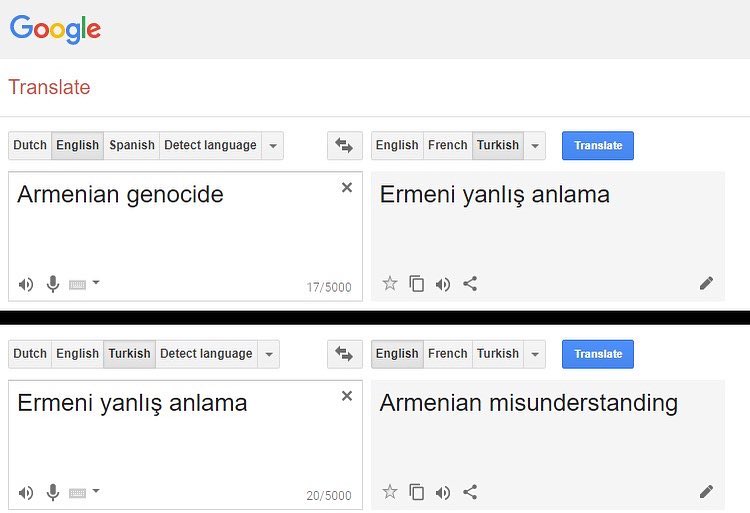 Google
Translate
Dutch English Spanish Detect language English French Turkish Translate
Armenian genocide Ermeni yanlış anlama
17/5000
Dutch English Turkish Detect language English French Turkish Translate
Ermeni yanlış anlama Armenian misunderstanding
20/5000